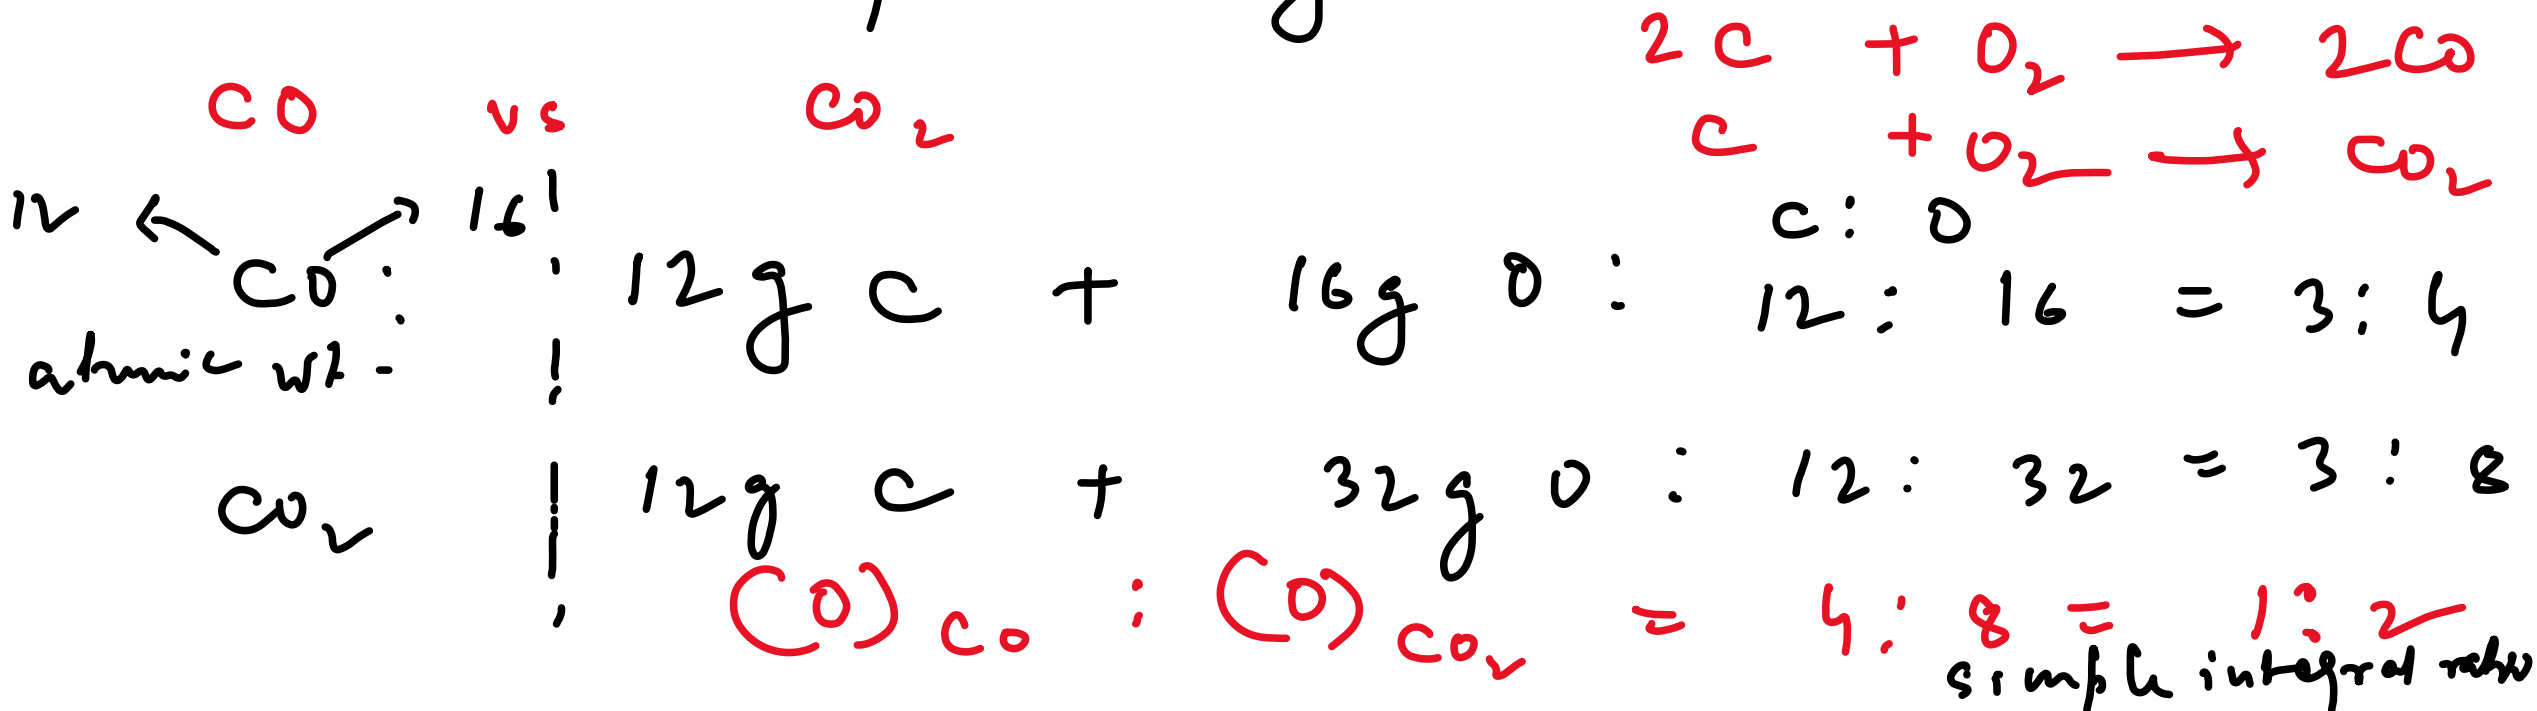 2C + O2 → 2CO
CO vs CO2
C + O2 → CO2
12 ← CO → 16
C : O
CO : 12g C + 16g O : 12 : 16 = 3 : 4
atomic wt -
CO2 12g C + 32g O : 12 : 32 = 3 : 8
(O)CO : (O)CO2 = 4 : 8 = 1 : 2
simple integral ratio